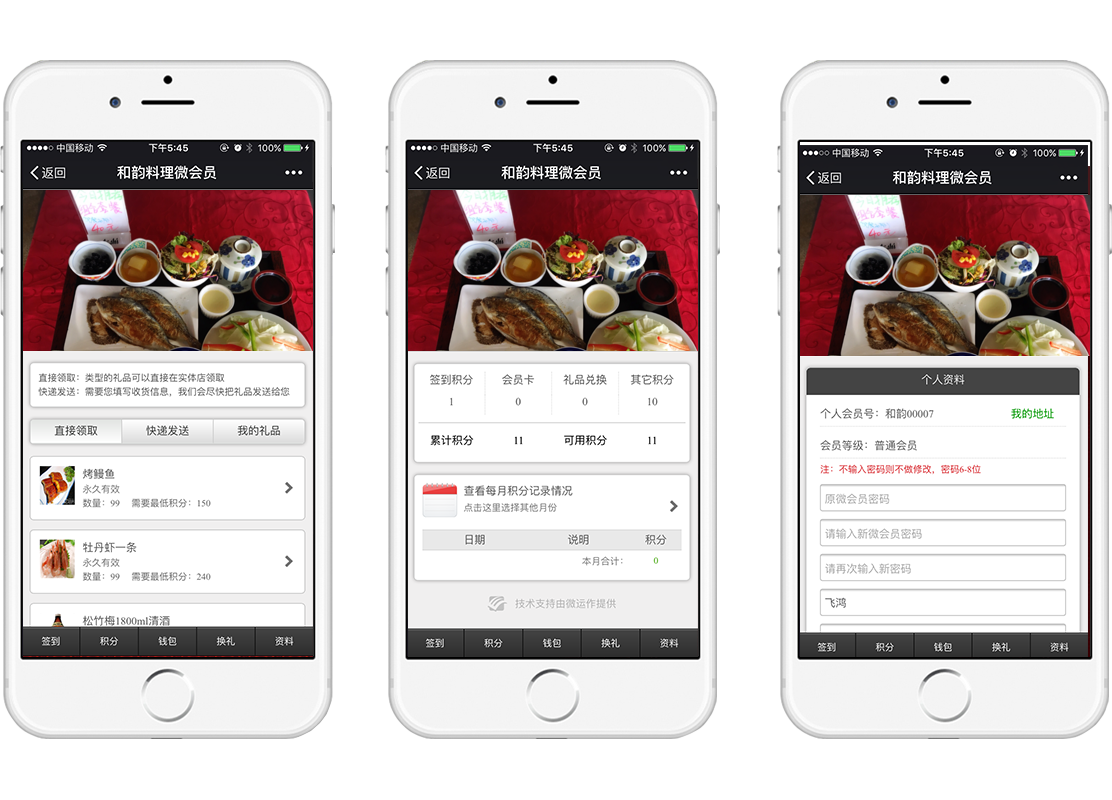 中国移动 下午5:45 100%
返回 和韵料理微会员
直接领取：类型的礼品可以直接在实体店领取
快递发送：需要您填写收货信息，我们会尽快把礼品发送给您
直接领取 快递发送 我的礼品
烤鳗鱼
永久有效
数量：99 需要最低积分：150
牡丹虾一条
永久有效
数量：99 需要最低积分：240
松竹梅1800ml清酒
签到 积分 钱包 换礼 资料
中国移动 下午5:45 100%
返回 和韵料理微会员
签到积分 会员卡 礼品兑换 其它积分
1 0 0 10
累计积分 11 可用积分 11
查看每月积分记录情况
点击这里选择其他月份
日期 说明 积分
本月合计： 0
技术支持由微运作提供
签到 积分 钱包 换礼 资料
中国移动 下午5:45 100%
返回 和韵料理微会员
个人资料
个人会员号：和韵00007 我的地址
会员等级：普通会员
注：不输入密码则不做修改，密码6-8位
原微会员密码
请输入新微会员密码
请再次输入新密码
飞鸿
签到 积分 钱包 换礼 资料